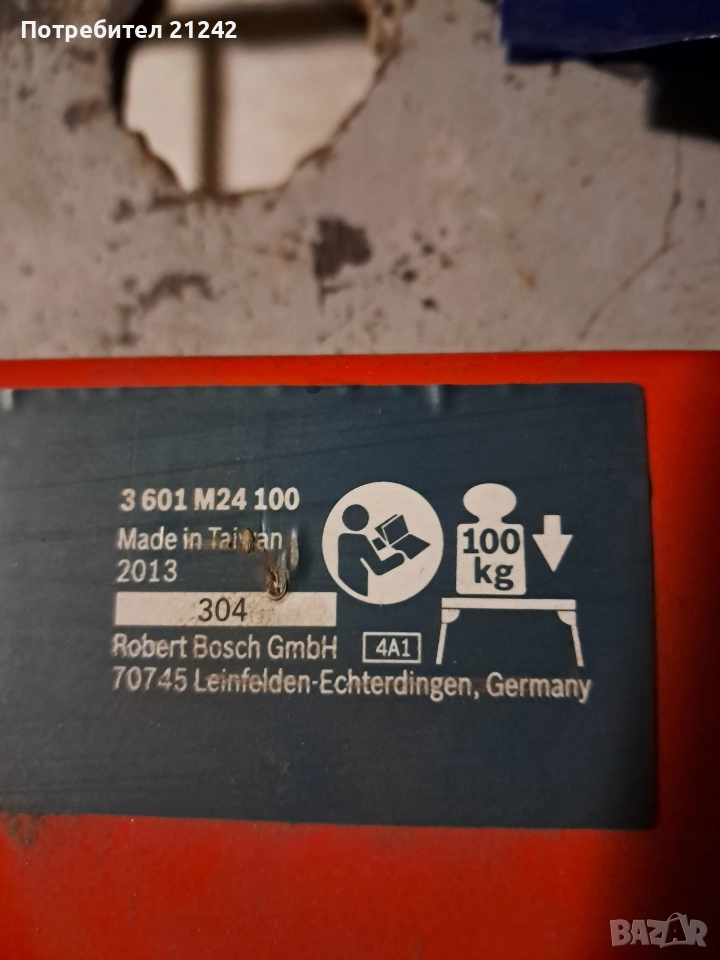 Потребител 21242
3 601 M24 100
Made in Taiwan
2013
304
Robert Bosch GmbH
4A1
70745 Leinfelden-Echterdingen, Germany
100
kg
BAZAR